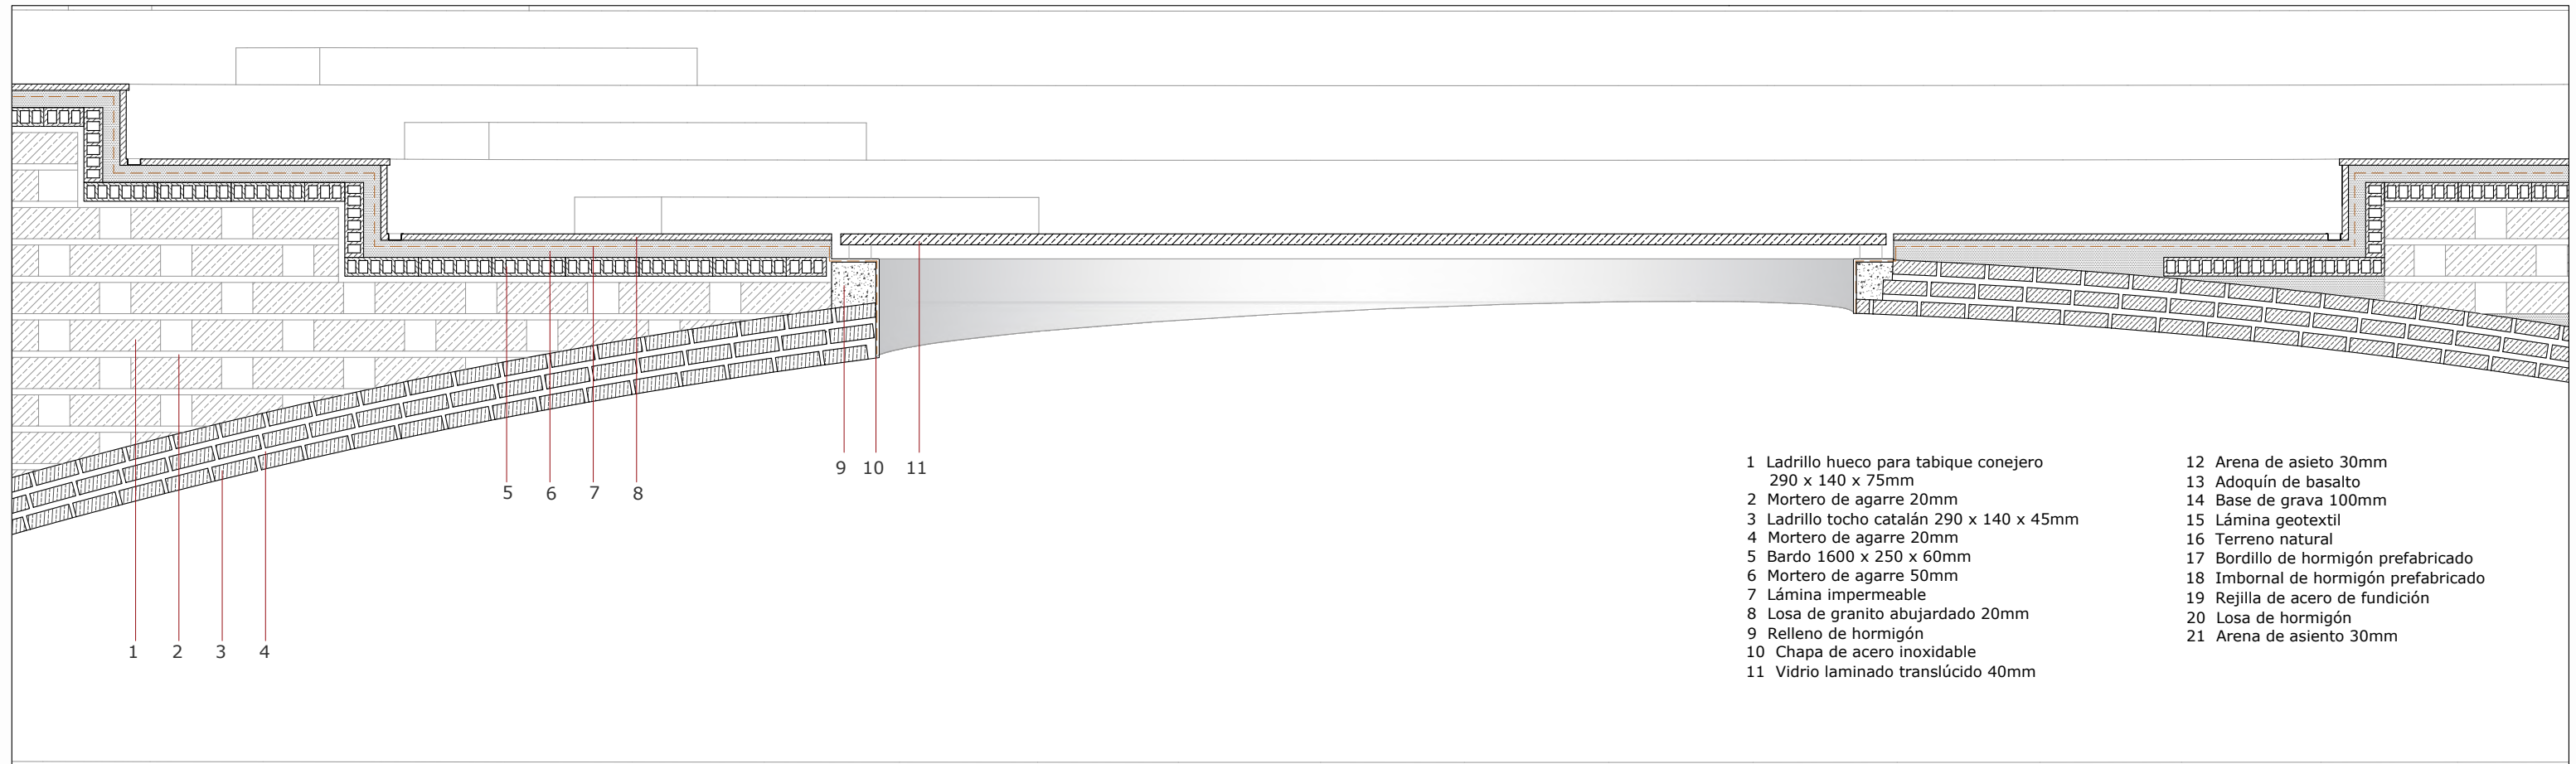 9 10 11
5 6 7 8
1 2 3 4
1 Ladrillo hueco para tabique conejero
290 x 140 x 75mm
2 Mortero de agarre 20mm
3 Ladrillo tocho catalán 290 x 140 x 45mm
4 Mortero de agarre 20mm
5 Bardo 1600 x 250 x 60mm
6 Mortero de agarre 50mm
7 Lámina impermeable
8 Losa de granito abujardado 20mm
9 Relleno de hormigón
10 Chapa de acero inoxidable
11 Vidrio laminado translúcido 40mm
12 Arena de asieto 30mm
13 Adoquín de basalto
14 Base de grava 100mm
15 Lámina geotextil
16 Terreno natural
17 Bordillo de hormigón prefabricado
18 Imbornal de hormigón prefabricado
19 Rejilla de acero de fundición
20 Losa de hormigón
21 Arena de asiento 30mm